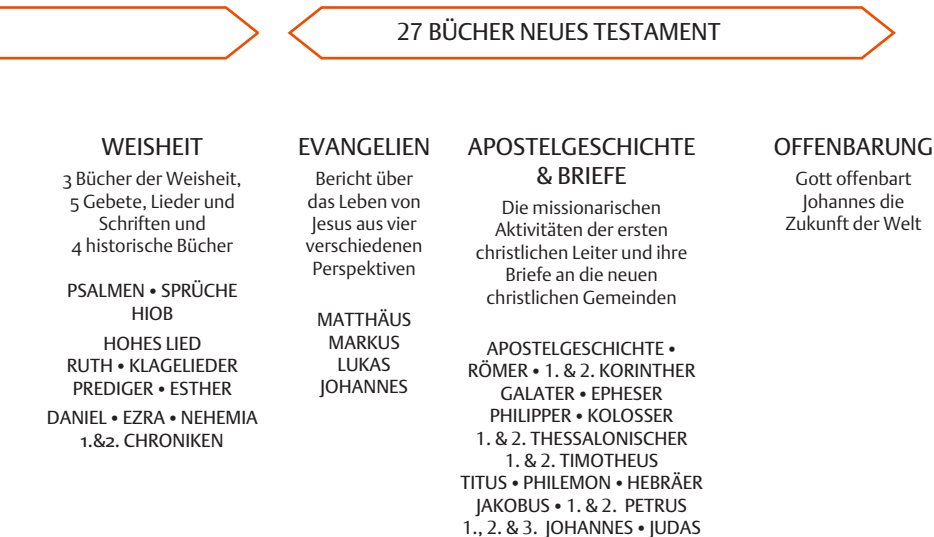 27 BÜCHER NEUES TESTAMENT
WEISHEIT
3 Bücher der Weisheit,
5 Gebete, Lieder und
Schriften und
4 historische Bücher
PSALMEN • SPRÜCHE
HIOB
HOHES LIED
RUTH • KLAGELIEDER
PREDIGER • ESTHER
DANIEL • EZRA • NEHEMIA
1.&2. CHRONIKEN
EVANGELIEN
Bericht über
das Leben von
Jesus aus vier
verschiedenen
Perspektiven
MATTHÄUS
MARKUS
LUKAS
JOHANNES
APOSTELGESCHICHTE
& BRIEFE
Die missionarischen
Aktivitäten der ersten
christlichen Leiter und ihre
Briefe an die neuen
christlichen Gemeinden
APOSTELGESCHICHTE •
RÖMER • 1. & 2. KORINTHER
GALATER • EPHESER
PHILIPPER • KOLOSSER
1. & 2. THESSALONISCHER
1. & 2. TIMOTHEUS
TITUS • PHILEMON • HEBRÄER
JAKOBUS • 1. & 2. PETRUS
1., 2. & 3. JOHANNES • JUDAS
OFFENBARUNG
Gott offenbart
Johannes die
Zukunft der Welt